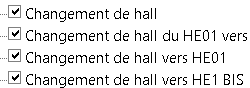 Changement de hall
Changement de hall du HE01 vers
Changement de hall vers HE01
Changement de hall vers HE1 BIS